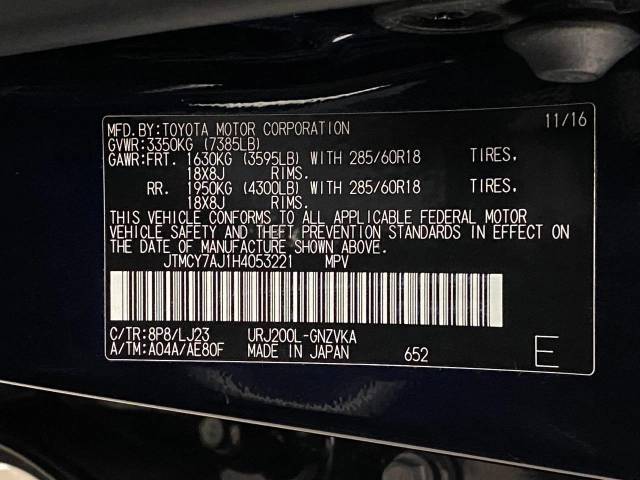 11/16
MFD.BY:TOYOTA MOTOR CORPORATION
GVWR:3350KG (7385LB)
GAWR:FRT. 1630KG (3595LB) WITH 285/60R18 TIRES.
18X8J RIMS.
RR. 1950KG (4300LB) WITH 285/60R18 TIRES.
18X8J RIMS.
THIS VEHICLE CONFORMS TO ALL APPLICABLE FEDERAL MOTOR
VEHICLE SAFETY AND THEFT PREVENTION STANDARDS IN EFFECT ON
THE DATE OF MANUFACTURE SHOWN ABOVE.
JTMCY7AJ1H4053221 MPV
C/TR:8P8/LJ23 URJ200L-GNZVKA
A/TM:A04A/AE80F MADE IN JAPAN 652 E